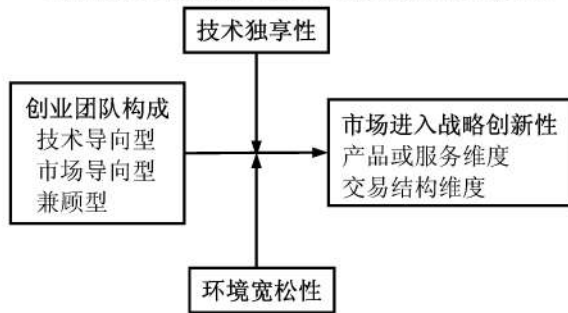 技术独享性
创业团队构成
技术导向型
市场导向型
兼顾型
市场进入战略创新性
产品或服务维度
交易结构维度
环境宽松性